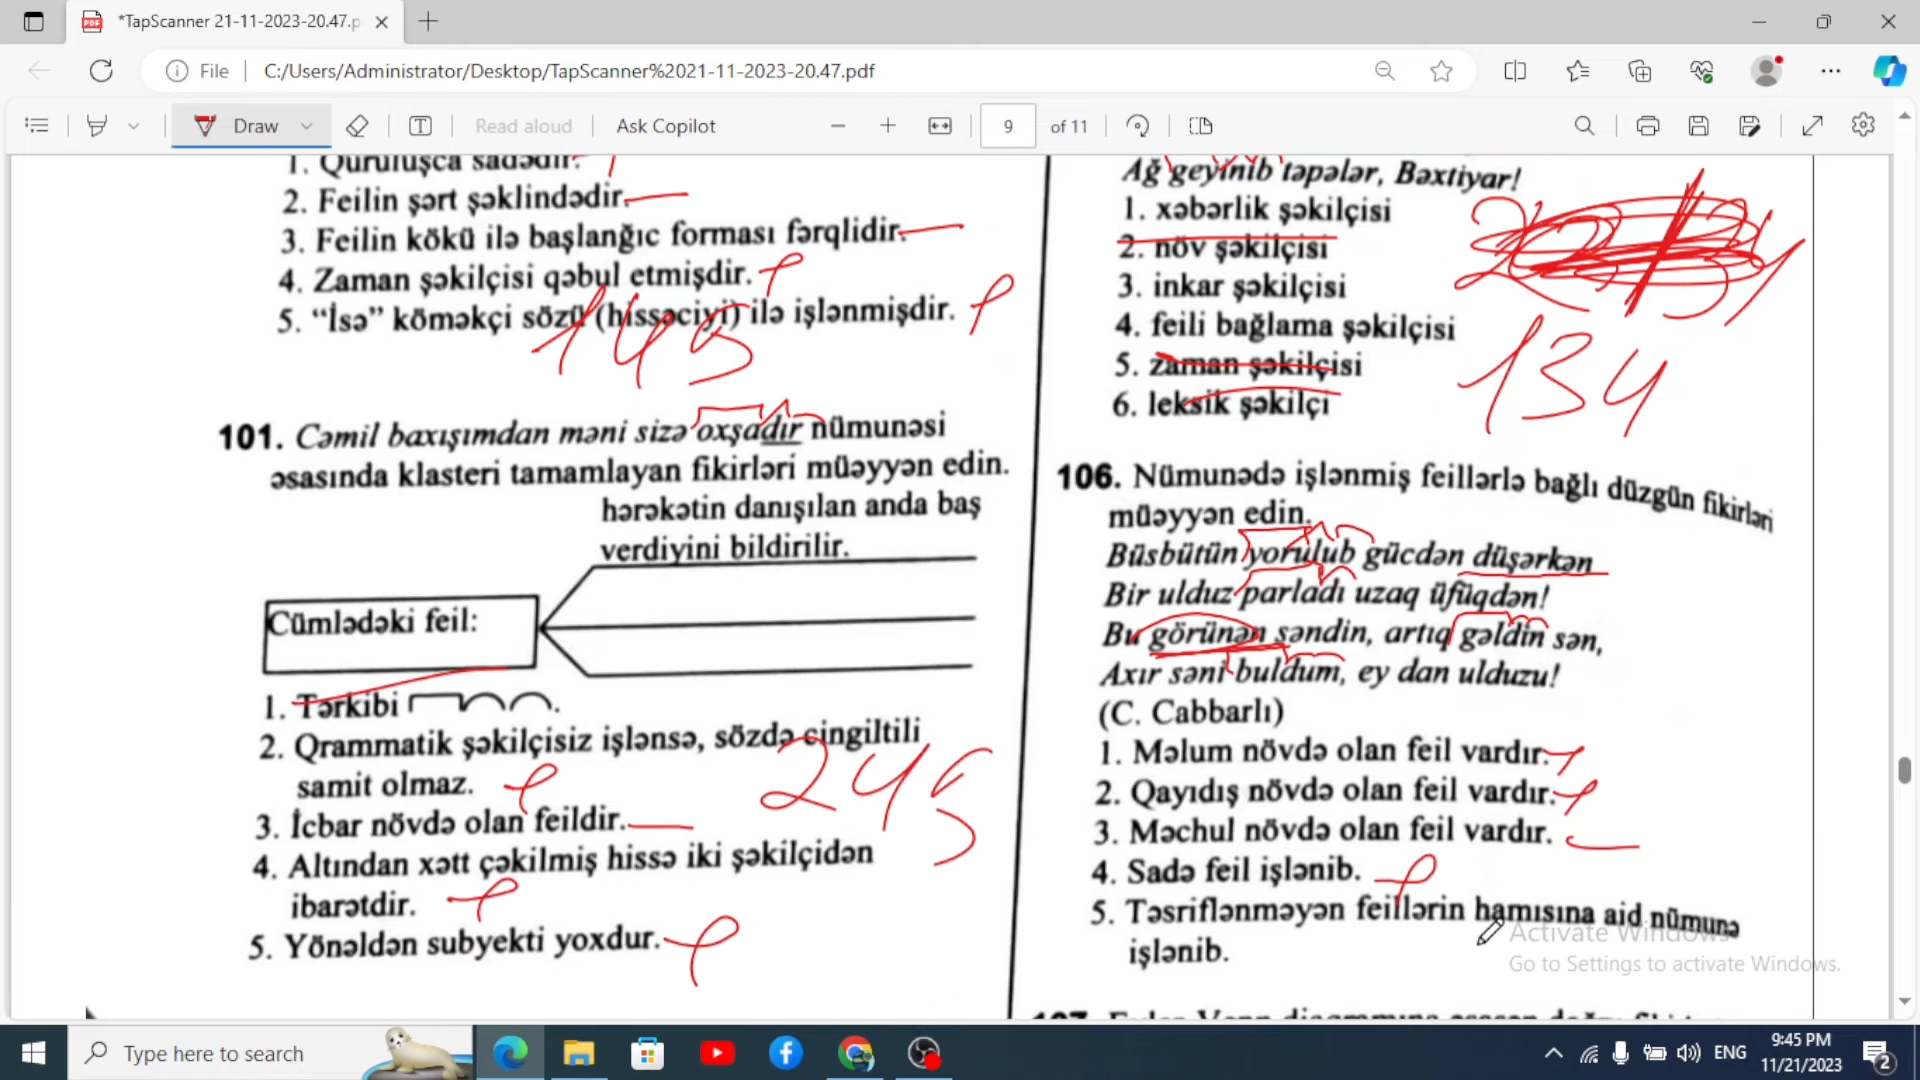 *TapScanner 21-11-2023-20.47.p
File
C:/Users/Administrator/Desktop/TapScanner%2021-11-2023-20.47.pdf
Draw
Read aloud
Ask Copilot
9
of 11
1. Quruluşca sadədir.
2. Feilin şərt şəklindədir.
3. Feilin kökü ilə başlanğıc forması fərqlidir.
4. Zaman şəkilçisi qəbul etmişdir.
5. “İsə” köməkçi sözü (hissəciyi) ilə işlənmişdir.
145
101. Cəmil baxışımdan məni sizə oxşadır nümunəsi
əsasında klasteri tamamlayan fikirləri müəyyən edin.
hərəkətin danışılan anda baş
verdiyini bildirilir.
Cümlədəki feil:
1. Tərkibi
2. Qrammatik şəkilçisiz işlənsə, sözdə cingiltili
samit olmaz.
3. İcbar növdə olan feildir.
4. Altından xətt çəkilmiş hissə iki şəkilçidən
ibarətdir.
5. Yönəldən subyekti yoxdur.
245
Ağ geyinib təpələr, Bəxtiyar!
1. xəbərlik şəkilçisi
2. növ şəkilçisi
3. inkar şəkilçisi
4. feili bağlama şəkilçisi
5. zaman şəkilçisi
6. leksik şəkilçi
134
106. Nümunədə işlənmiş feillərlə bağlı düzgün fikirləri
müəyyən edin.
Büsbütün yorulub gücdən düşərkən
Bir ulduz parladı uzaq üfüqdən!
Bu görünən səndin, artıq gəldin sən,
Axır səni buldum, ey dan ulduzu!
(C. Cabbarlı)
1. Məlum növdə olan feil vardır.
2. Qayıdış növdə olan feil vardır.
3. Məchul növdə olan feil vardır.
4. Sadə feil işlənib.
5. Təsriflənməyən feillərin hamısına aid nümunə
işlənib.
Activate Windows
Go to Settings to activate Windows.
Type here to search
ENG
9:45 PM
11/21/2023
2